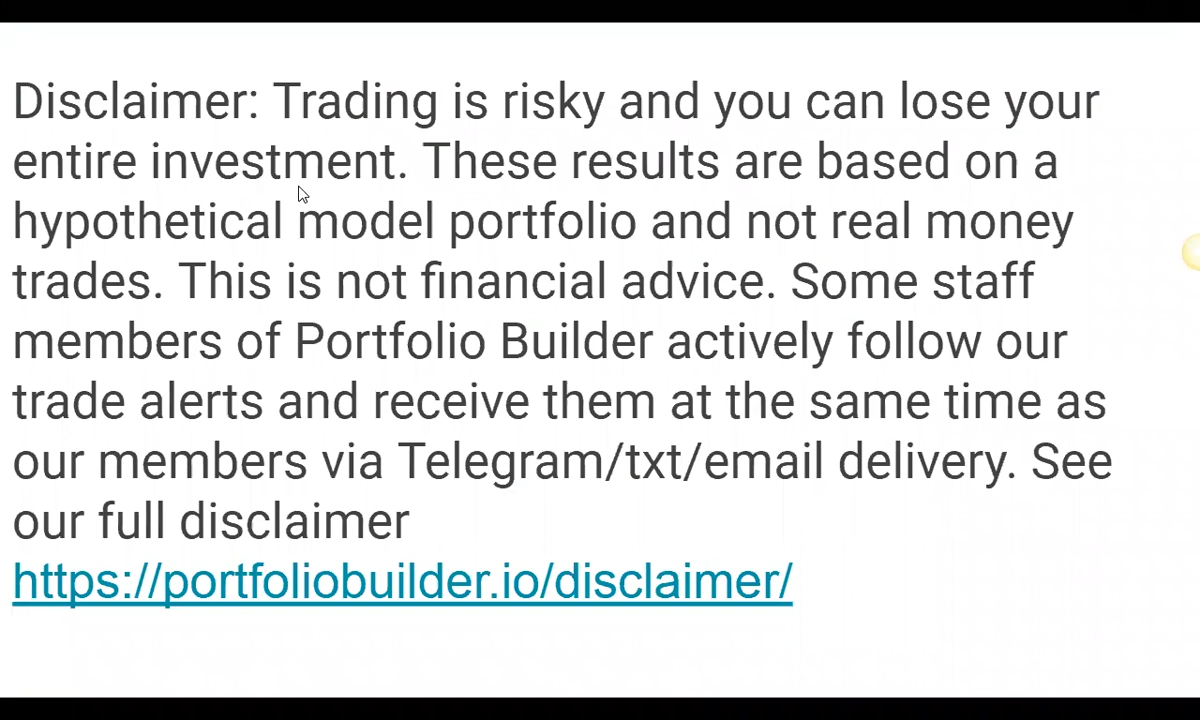 Disclaimer: Trading is risky and you can lose your
entire investment. These results are based on a
hypothetical model portfolio and not real money
trades. This is not financial advice. Some staff
members of Portfolio Builder actively follow our
trade alerts and receive them at the same time as
our members via Telegram/txt/email delivery. See
our full disclaimer
https://portfoliobuilder.io/disclaimer/